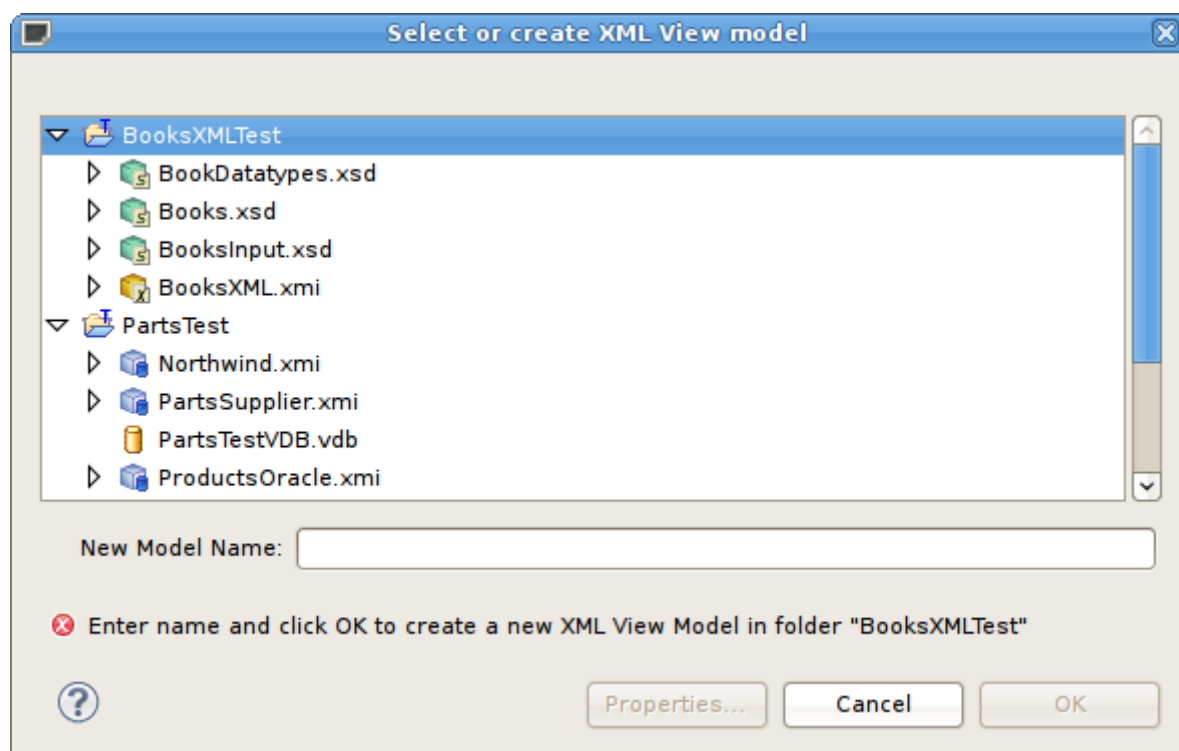 Select or create XML View model
BooksXMLTest
BookDatatypes.xsd
Books.xsd
BooksInput.xsd
BooksXML.xmi
PartsTest
Northwind.xmi
PartsSupplier.xmi
PartsTestVDB.vdb
ProductsOracle.xmi
New Model Name:
Enter name and click OK to create a new XML View Model in folder "BooksXMLTest"
Properties... Cancel OK